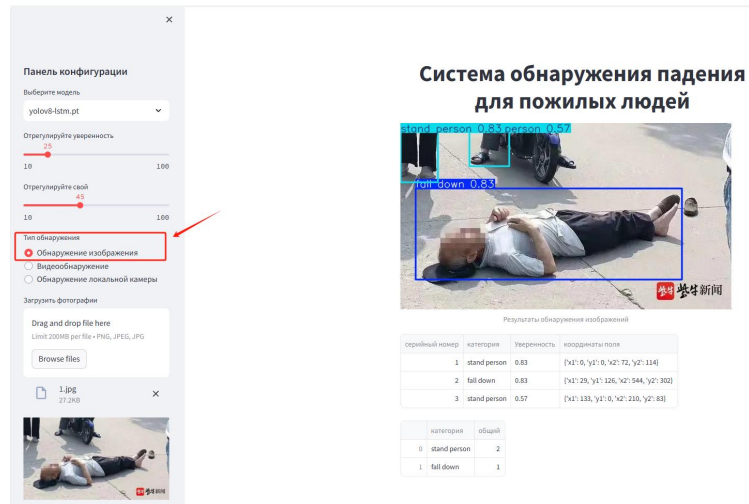 Панель конфигурации
Выберите модель
yolov8-lstm.pt
Отрегулируйте уверенность
25
10 100
Отрегулируйте свой
45
10 100
Тип обнаружения
Обнаружение изображения
Видеообнаружение
Обнаружение локальной камеры
Загрузить фотографии
Drag and drop file here
Limit 200MB per file • PNG, JPEG, JPG
Browse files
1.jpg
27.2KB
Система обнаружения падения
для пожилых людей
stand person 0.83 person 0.57
fall down 0.83
紫牛 紫牛新闻
Результаты обнаружения изображений
серийный номер категория Уверенность координаты поля
1 stand person 0.83 {'x1': 0, 'y1': 0, 'x2': 72, 'y2': 114}
2 fall down 0.83 {'x1': 29, 'y1': 126, 'x2': 544, 'y2': 302}
3 stand person 0.57 {'x1': 133, 'y1': 0, 'x2': 210, 'y2': 83}
категория общий
0 stand person 2
1 fall down 1